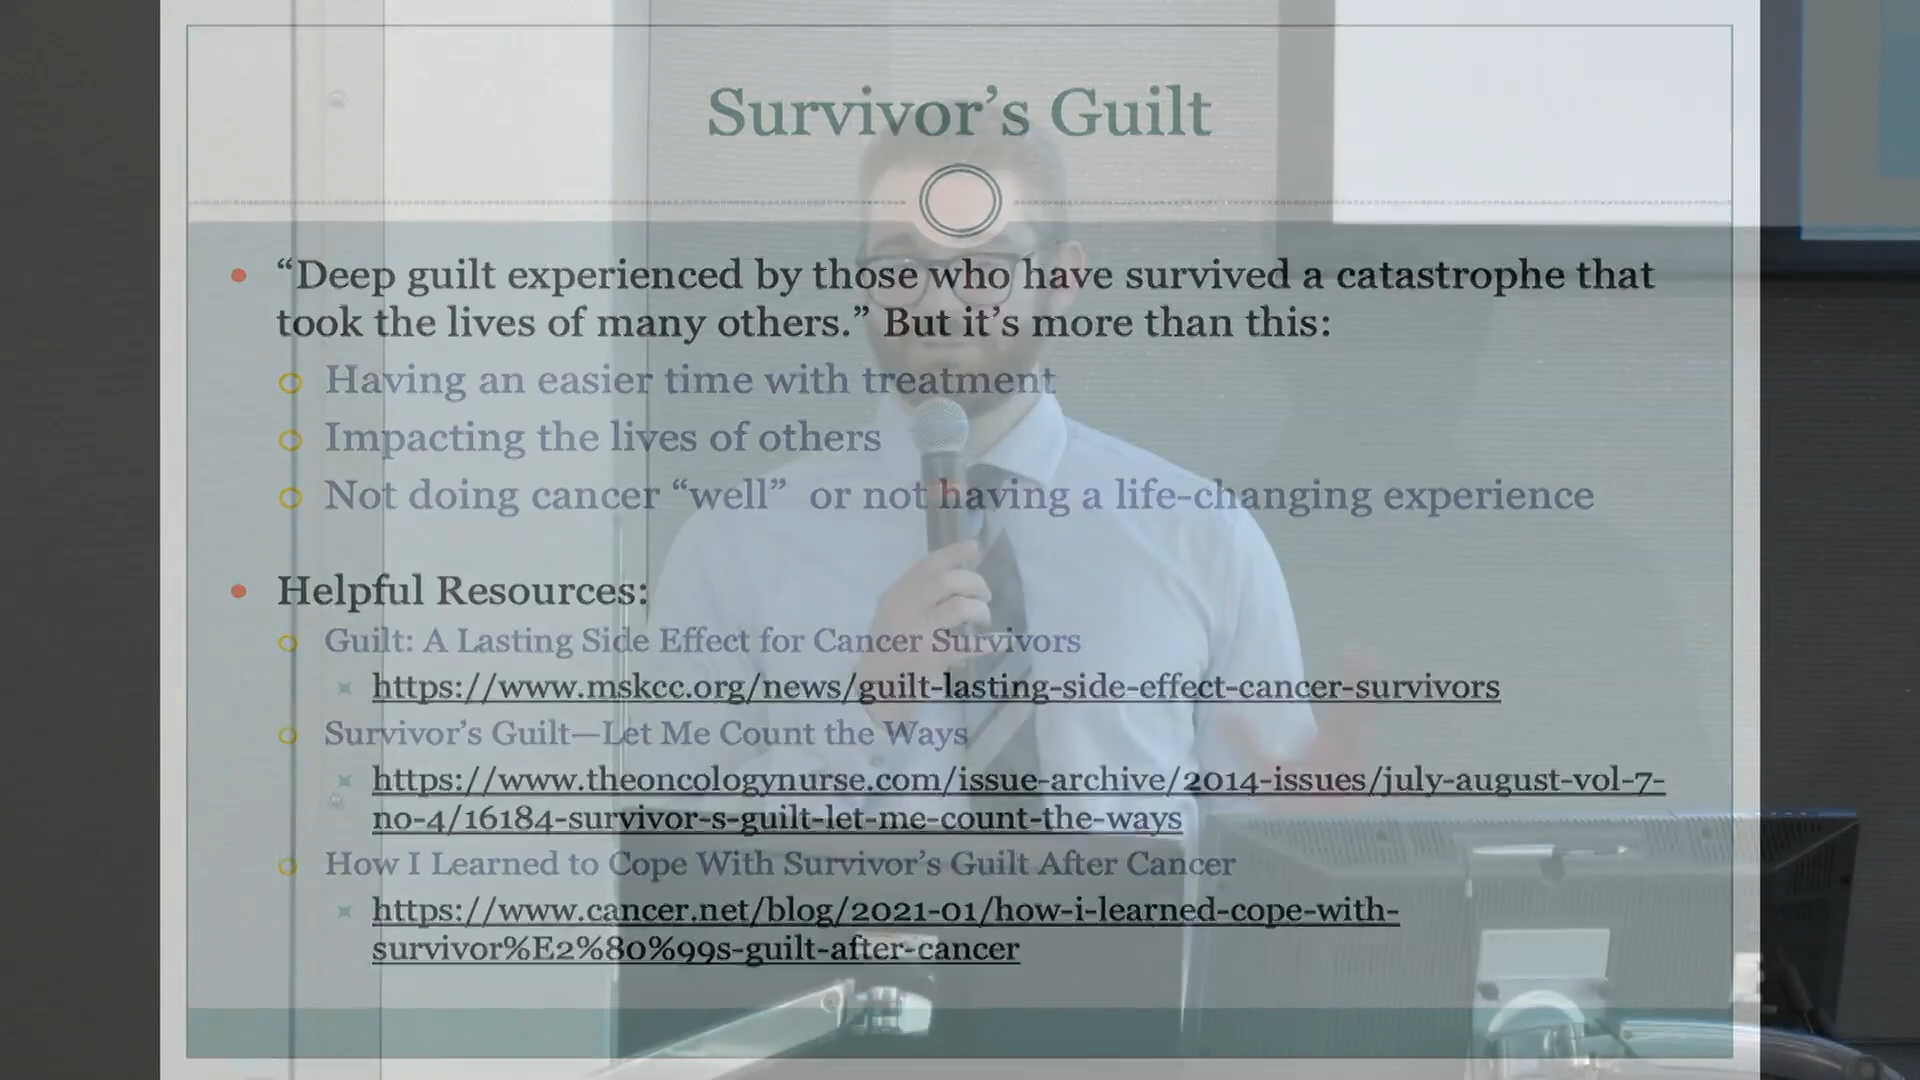 Survivor’s Guilt
“Deep guilt experienced by those who have survived a catastrophe that
took the lives of many others.” But it’s more than this:
Having an easier time with treatment
Impacting the lives of others
Not doing cancer “well” or not having a life-changing experience
Helpful Resources:
Guilt: A Lasting Side Effect for Cancer Survivors
https://www.mskcc.org/news/guilt-lasting-side-effect-cancer-survivors
Survivor’s Guilt—Let Me Count the Ways
https://www.theoncologynurse.com/issue-archive/2014-issues/july-august-vol-7-
no-4/16184-survivor-s-guilt-let-me-count-the-ways
How I Learned to Cope With Survivor’s Guilt After Cancer
https://www.cancer.net/blog/2021-01/how-i-learned-cope-with-
survivor%E2%80%99s-guilt-after-cancer